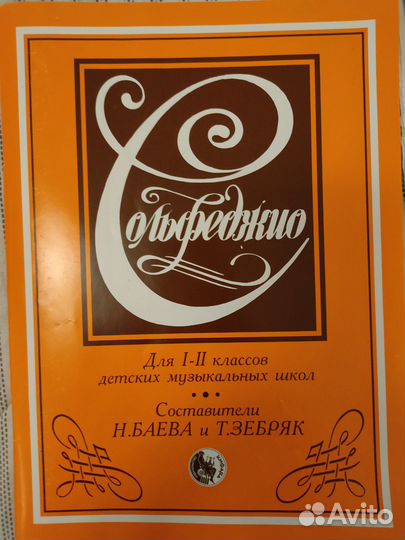 Сольфеджио
Для I-II классов
детских музыкальных школ
Составители
Н.БАЕВА и Т.ЗЕБРЯК
Avito